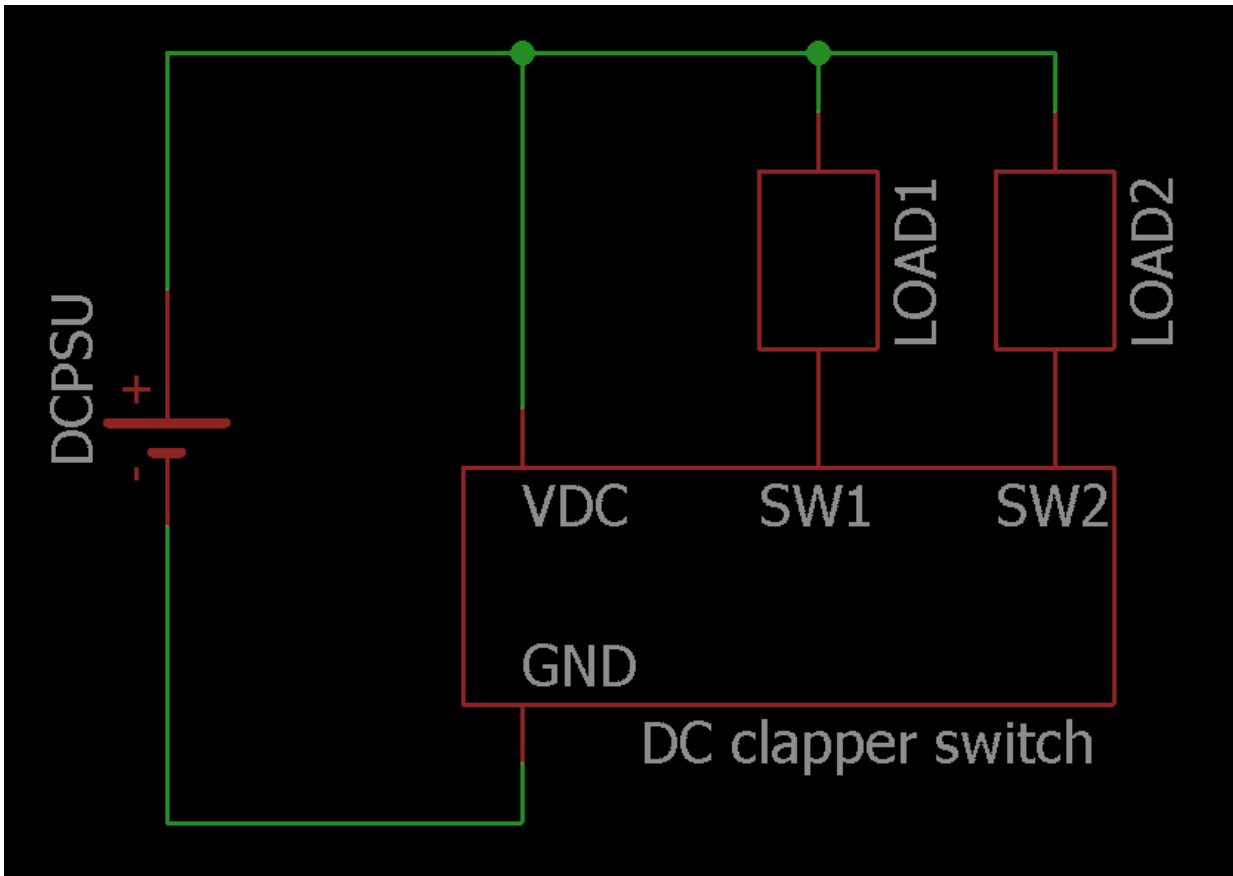 DCPSU
+
-
LOAD1
LOAD2
VDC
SW1
SW2
GND
DC clapper switch